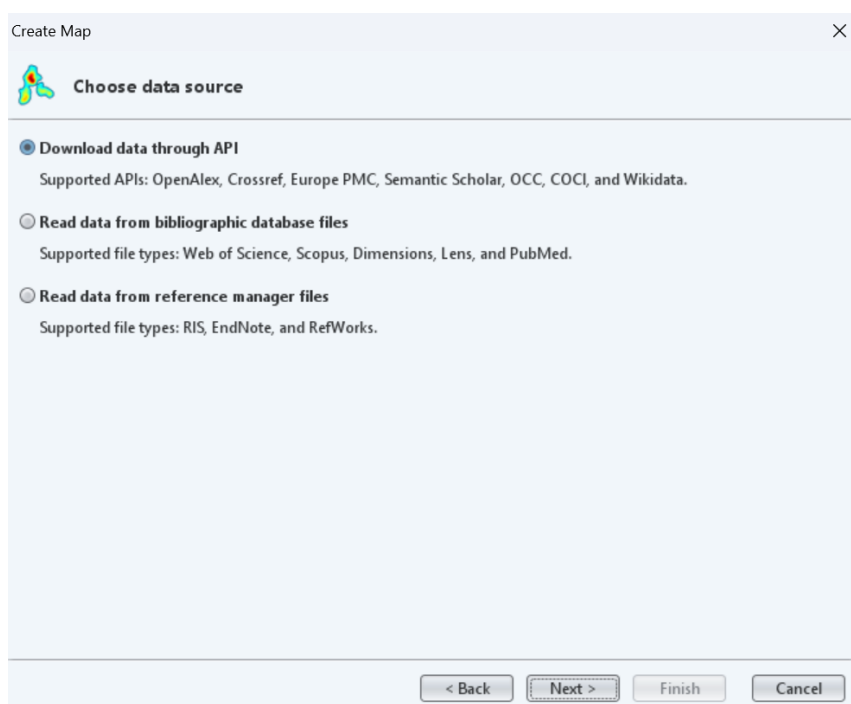 Create Map
Choose data source
Download data through API
Supported APIs: OpenAlex, Crossref, Europe PMC, Semantic Scholar, OCC, COCI, and Wikidata.
Read data from bibliographic database files
Supported file types: Web of Science, Scopus, Dimensions, Lens, and PubMed.
Read data from reference manager files
Supported file types: RIS, EndNote, and RefWorks.
< Back Next > Finish Cancel